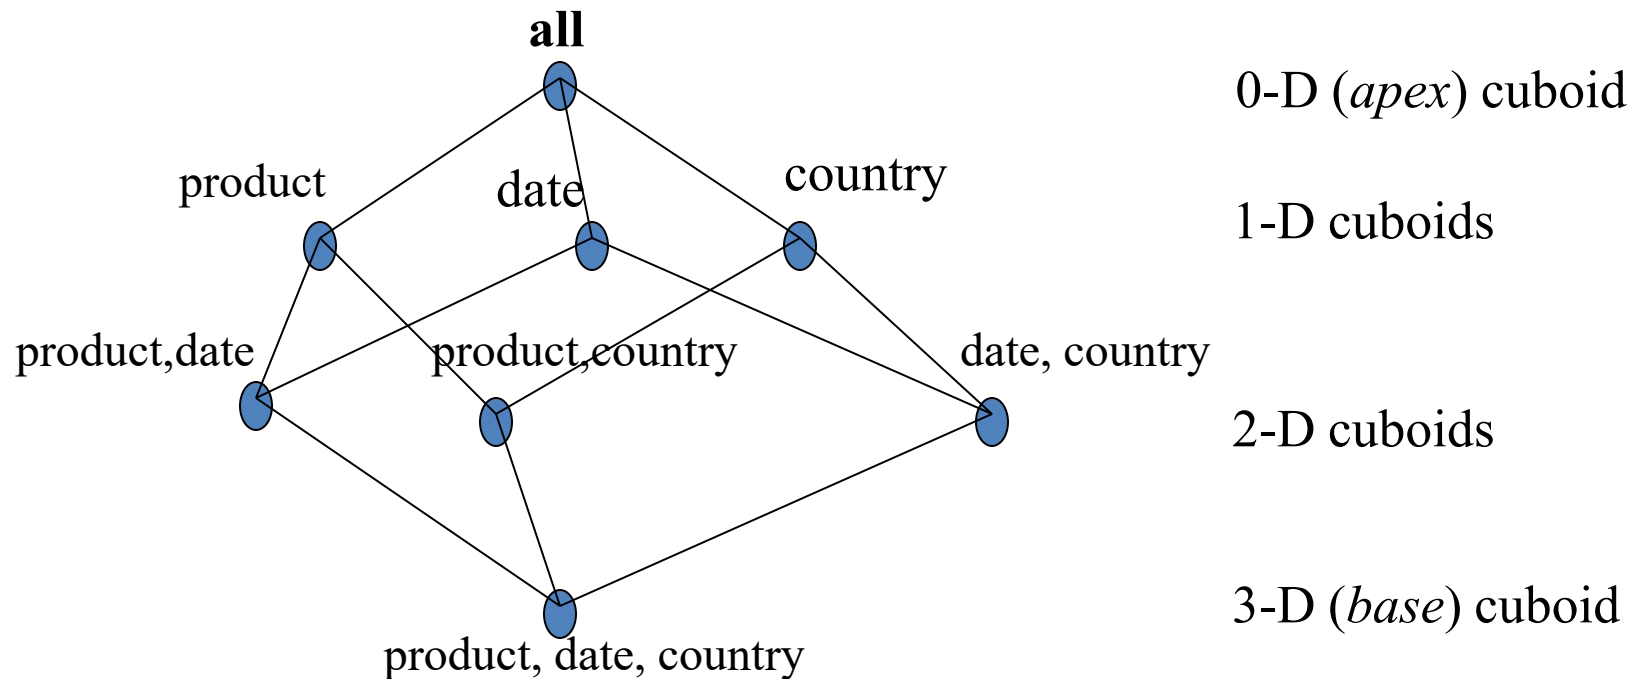 all
0-D (apex) cuboid
product
date
country
1-D cuboids
product,date
product,country
date, country
2-D cuboids
3-D (base) cuboid
product, date, country